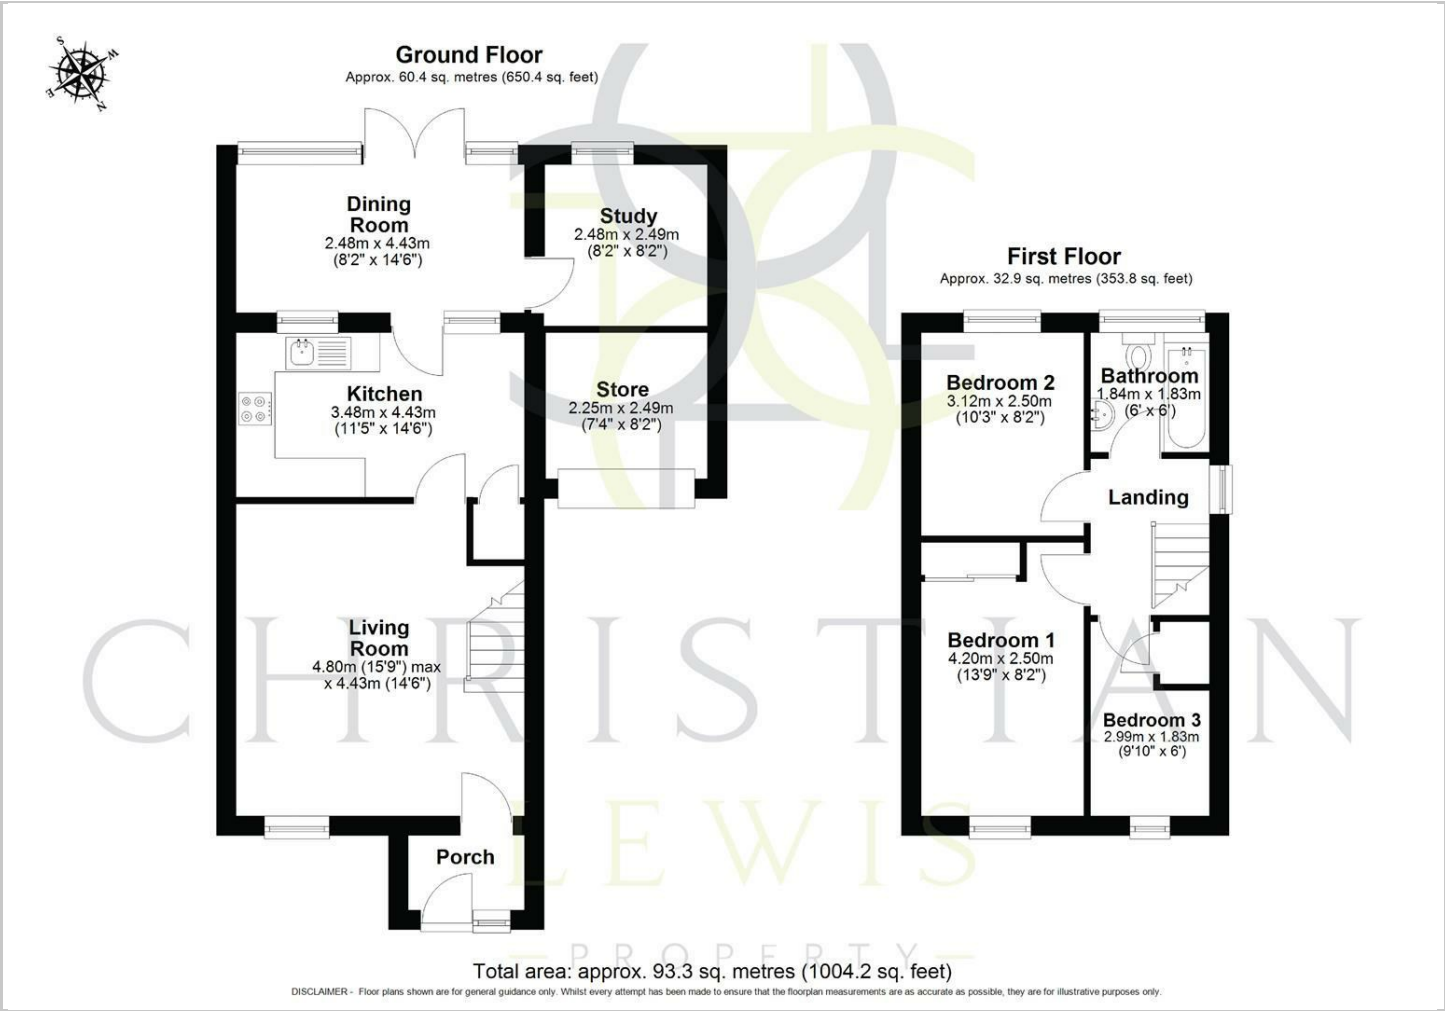 Ground Floor
Approx. 60.4 sq. metres (650.4 sq. feet)
S
W
E
N
Dining
Room
2.48m x 4.43m
(8'2" x 14'6")
Study
2.48m x 2.49m
(8'2" x 8'2")
Kitchen
3.48m x 4.43m
(11'5" x 14'6")
Store
2.25m x 2.49m
(7'4" x 8'2")
Living
Room
4.80m (15'9") max
x 4.43m (14'6")
Porch
First Floor
Approx. 32.9 sq. metres (353.8 sq. feet)
Bedroom 2
3.12m x 2.50m
(10'3" x 8'2")
Bathroom
1.84m x 1.83m
(6' x 6')
Landing
Bedroom 1
4.20m x 2.50m
(13'9" x 8'2")
Bedroom 3
2.99m x 1.83m
(9'10" x 6')
CHRISTIAN
LEWIS
PROPERTY
Total area: approx. 93.3 sq. metres (1004.2 sq. feet)
DISCLAIMER - Floor plans shown are for general guidance only. Whilst every attempt has been made to ensure that the floorplan measurements are as accurate as possible, they are for illustrative purposes only.